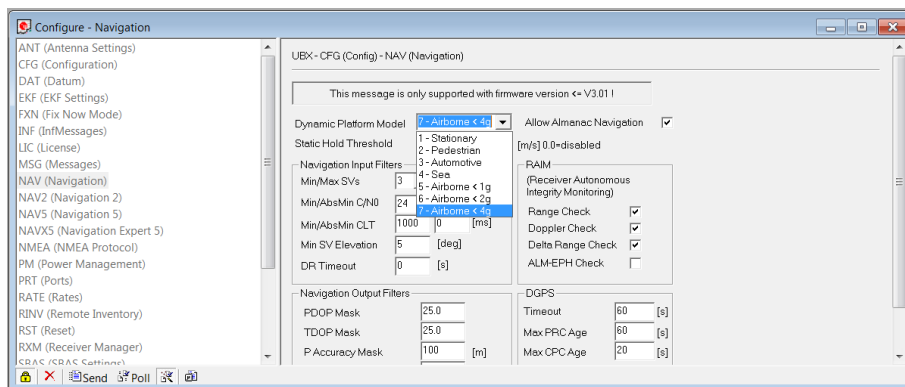 Configure - Navigation
ANT (Antenna Settings)
CFG (Configuration)
DAT (Datum)
EKF (EKF Settings)
FXN (Fix Now Mode)
INF (InfMessages)
LIC (License)
MSG (Messages)
NAV (Navigation)
NAV2 (Navigation 2)
NAV5 (Navigation 5)
NAVX5 (Navigation Expert 5)
NMEA (NMEA Protocol)
PM (Power Management)
PRT (Ports)
RATE (Rates)
RINV (Remote Inventory)
RST (Reset)
RXM (Receiver Manager)
SBAS (SBAS Settings)
UBX - CFG (Config) - NAV (Navigation)
This message is only supported with firmware version <= V3.01 !
Dynamic Platform Model 7 - Airborne < 4g Allow Almanac Navigation
1 - Stationary
2 - Pedestrian
3 - Automotive
4 - Sea
5 - Airborne < 1g
6 - Airborne < 2g
7 - Airborne < 4g
Static Hold Threshold [m/s] 0.0=disabled
Navigation Input Filters
Min/Max SVs 3
Min/AbsMin C/N0 24
Min/AbsMin CLT 1000 0 [ms]
Min SV Elevation 5 [deg]
DR Timeout 0 [s]
RAIM
(Receiver Autonomous
Integrity Monitoring)
Range Check
Doppler Check
Delta Range Check
ALM-EPH Check
Navigation Output Filters
PDOP Mask 25.0
TDOP Mask 25.0
P Accuracy Mask 100 [m]
DGPS
Timeout 60 [s]
Max PRC Age 60 [s]
Max CPC Age 20 [s]
Send Poll